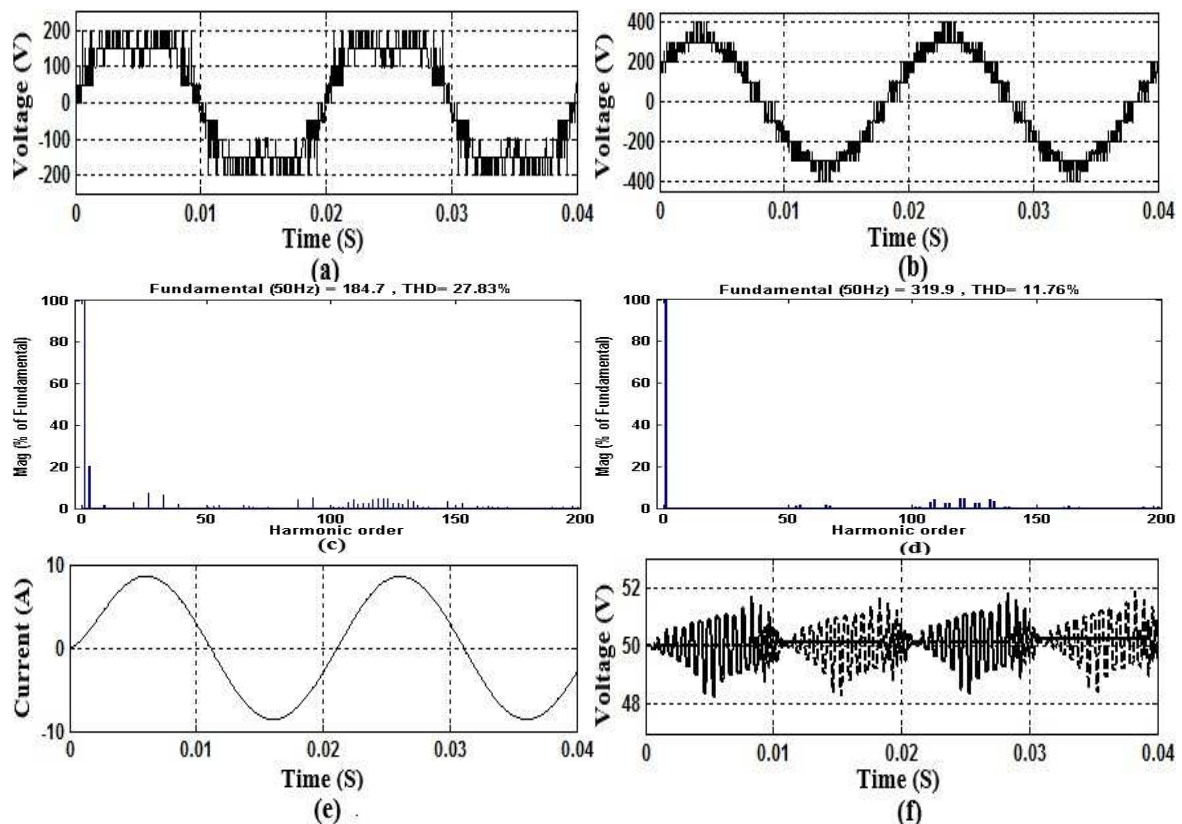 Voltage (V)
200
100
0
-100
-200
0
0.01
0.02
0.03
0.04
Time (S)
(a)
Voltage (V)
400
200
0
-200
-400
0
0.01
0.02
0.03
0.04
Time (S)
(b)
Fundamental (50Hz) = 184.7 , THD= 27.83%
Mag (% of Fundamental)
100
80
60
40
20
0
0
50
100
150
200
Harmonic order
(c)
Fundamental (50Hz) = 319.9 , THD= 11.76%
Mag (% of Fundamental)
100
80
60
40
20
0
0
50
100
150
200
Harmonic order
(d)
Current (A)
10
0
-10
0
0.01
0.02
0.03
0.04
Time (S)
(e)
Voltage (V)
52
50
48
0
0.01
0.02
0.03
0.04
Time (S)
(f)